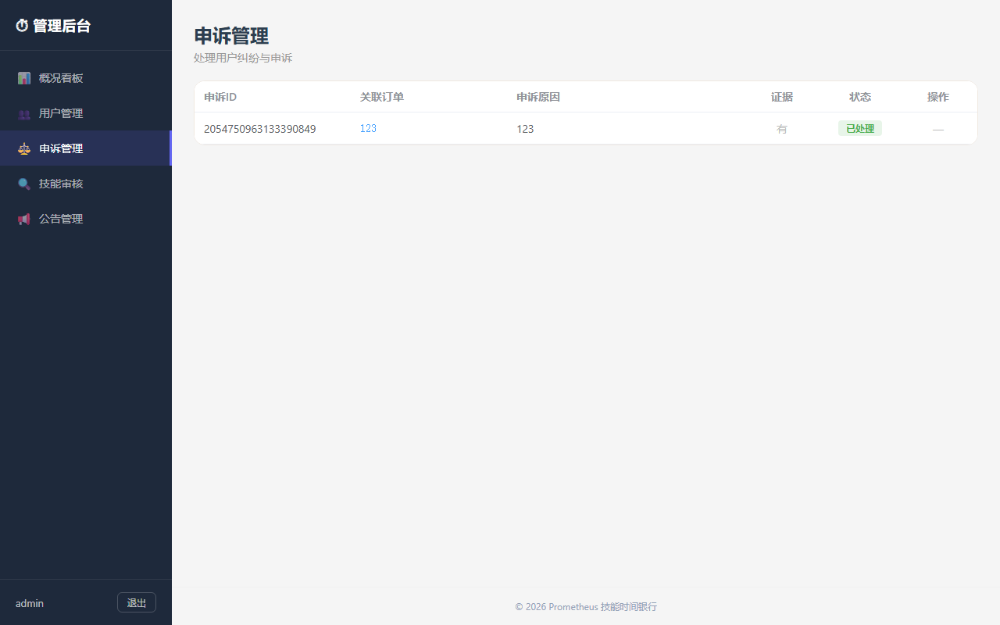 管理后台
概况看板
用户管理
申诉管理
技能审核
公告管理
admin
退出
申诉管理
处理用户纠纷与申诉
申诉ID 关联订单 申诉原因 证据 状态 操作
2054750963133390849 123 123 有 已处理 —
© 2026 Prometheus 技能时间银行